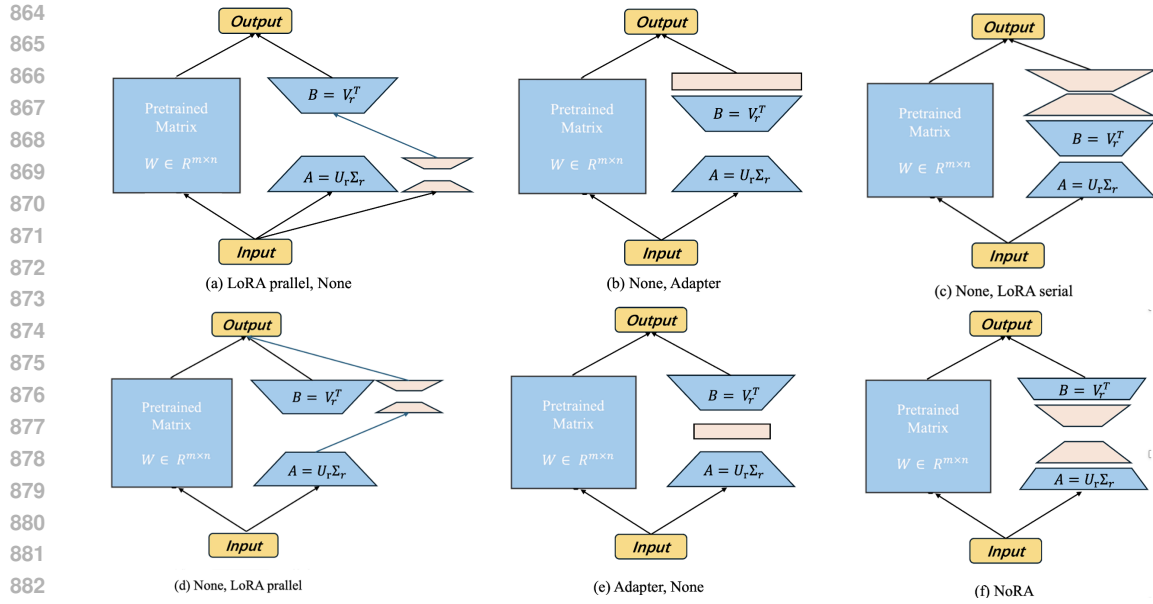 864
865
866
867
868
869
870
871
872
873
874
875
876
877
878
879
880
881
882
Output
Pretrained
Matrix
W ∈ R^{m×n}
B = V_r^T
A = U_rΣ_r
Input
(a) LoRA prallel, None
Output
Pretrained
Matrix
W ∈ R^{m×n}
B = V_r^T
A = U_rΣ_r
Input
(b) None, Adapter
Output
Pretrained
Matrix
W ∈ R^{m×n}
B = V_r^T
A = U_rΣ_r
Input
(c) None, LoRA serial
Output
Pretrained
Matrix
W ∈ R^{m×n}
B = V_r^T
A = U_rΣ_r
Input
(d) None, LoRA prallel
Output
Pretrained
Matrix
W ∈ R^{m×n}
B = V_r^T
A = U_rΣ_r
Input
(e) Adapter, None
Output
Pretrained
Matrix
W ∈ R^{m×n}
B = V_r^T
A = U_rΣ_r
Input
(f) NoRA